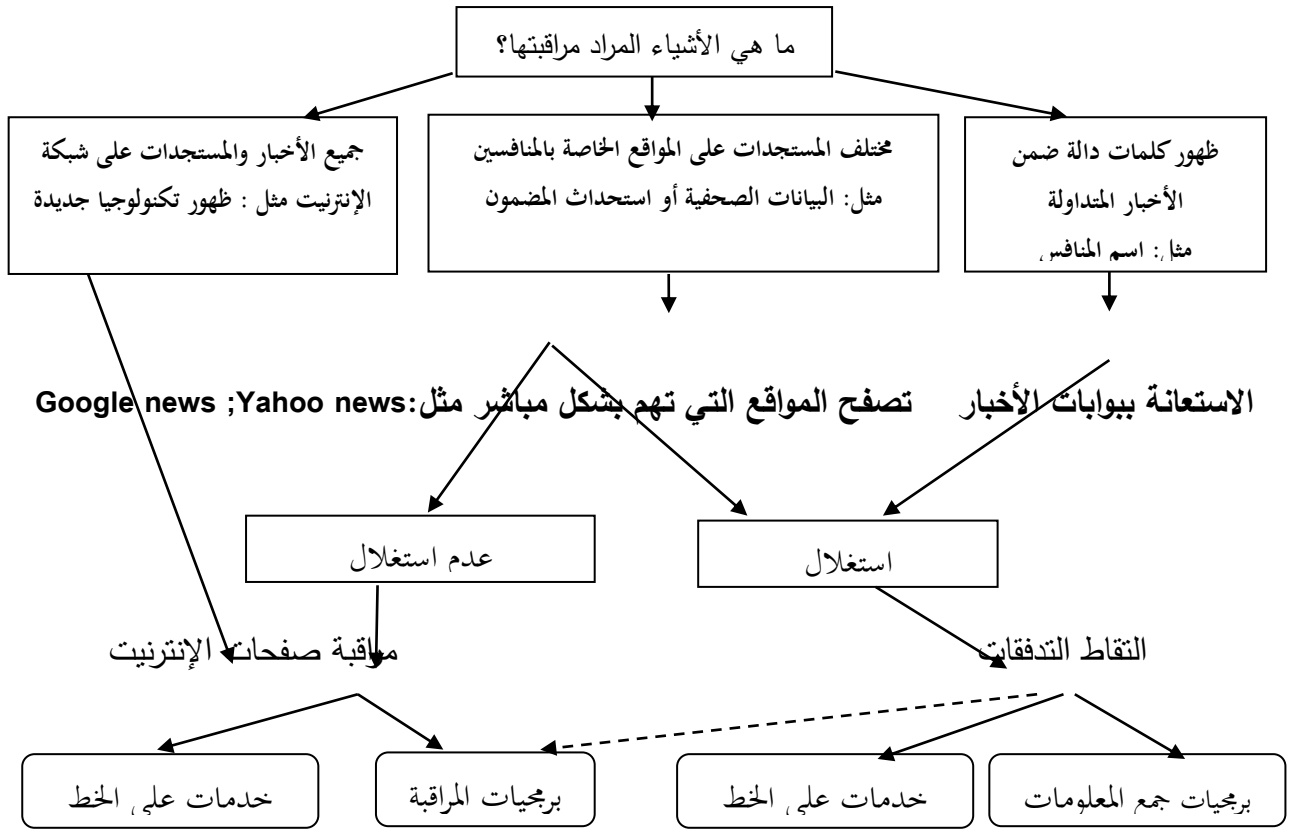 ما هي الأشياء المراد مراقبتها؟
ظهور كلمات دالة ضمن
الأخبار المتداولة
مثل: اسم المنافس
مختلف المستجدات على المواقع الخاصة بالمنافسين
مثل: البيانات الصحفية أو استحداث المضمون
جميع الأخبار والمستجدات على شبكة
الإنترنيت مثل : ظهور تكنولوجيا جديدة
الاستعانة ببوابات الأخبار تصفح المواقع التي تهم بشكل مباشر مثل:Google news ;Yahoo news
استغلال
عدم استغلال
التقاط التدفقات
مراقبة صفحات الإنترنيت
برمجيات جمع المعلومات
خدمات على الخط
برمجيات المراقبة
خدمات على الخط